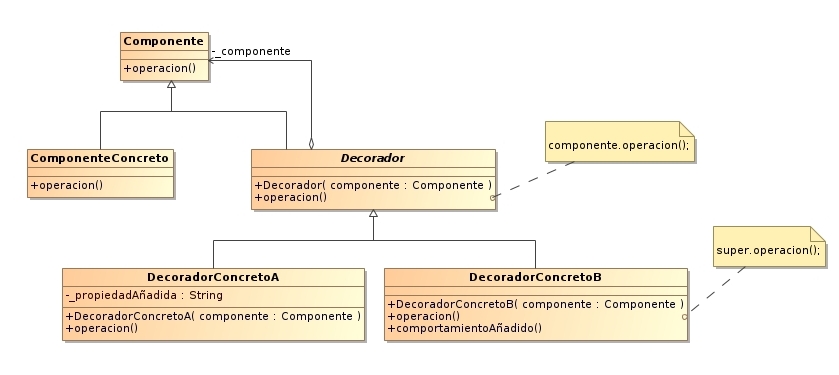 Componente
+operacion()
-_componente
ComponenteConcreto
+operacion()
Decorador
+Decorador( componente : Componente )
+operacion()
componente.operacion();
DecoradorConcretoA
-_propiedadAñadida : String
+DecoradorConcretoA( componente : Componente )
+operacion()
DecoradorConcretoB
+DecoradorConcretoB( componente : Componente )
+operacion()
+comportamientoAñadido()
super.operacion();